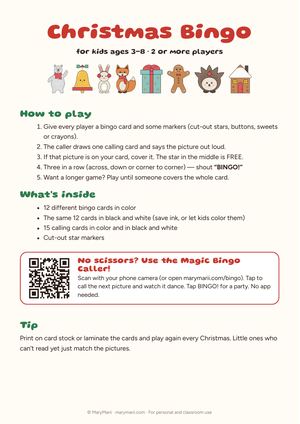 Christmas Bingo
for kids ages 3–8 · 2 or more players
How to play
1. Give every player a bingo card and some markers (cut-out stars, buttons, sweets
or crayons).
2. The caller draws one calling card and says the picture out loud.
3. If that picture is on your card, cover it. The star in the middle is FREE.
4. Three in a row (across, down or corner to corner) — shout "BINGO!"
5. Want a longer game? Play until someone covers the whole card.
What's inside
• 12 different bingo cards in color
• The same 12 cards in black and white (save ink, or let kids color them)
• 15 calling cards in color and in black and white
• Cut-out star markers
No scissors? Use the Magic Bingo
Caller!
Scan with your phone camera (or open marymarii.com/bingo). Tap to
call the next picture and watch it dance. Tap BINGO! for a party. No app
needed.
Tip
Print on card stock or laminate the cards and play again every Christmas. Little ones who
can't read yet just match the pictures.
© MaryMarii · marymarii.com · For personal and classroom use